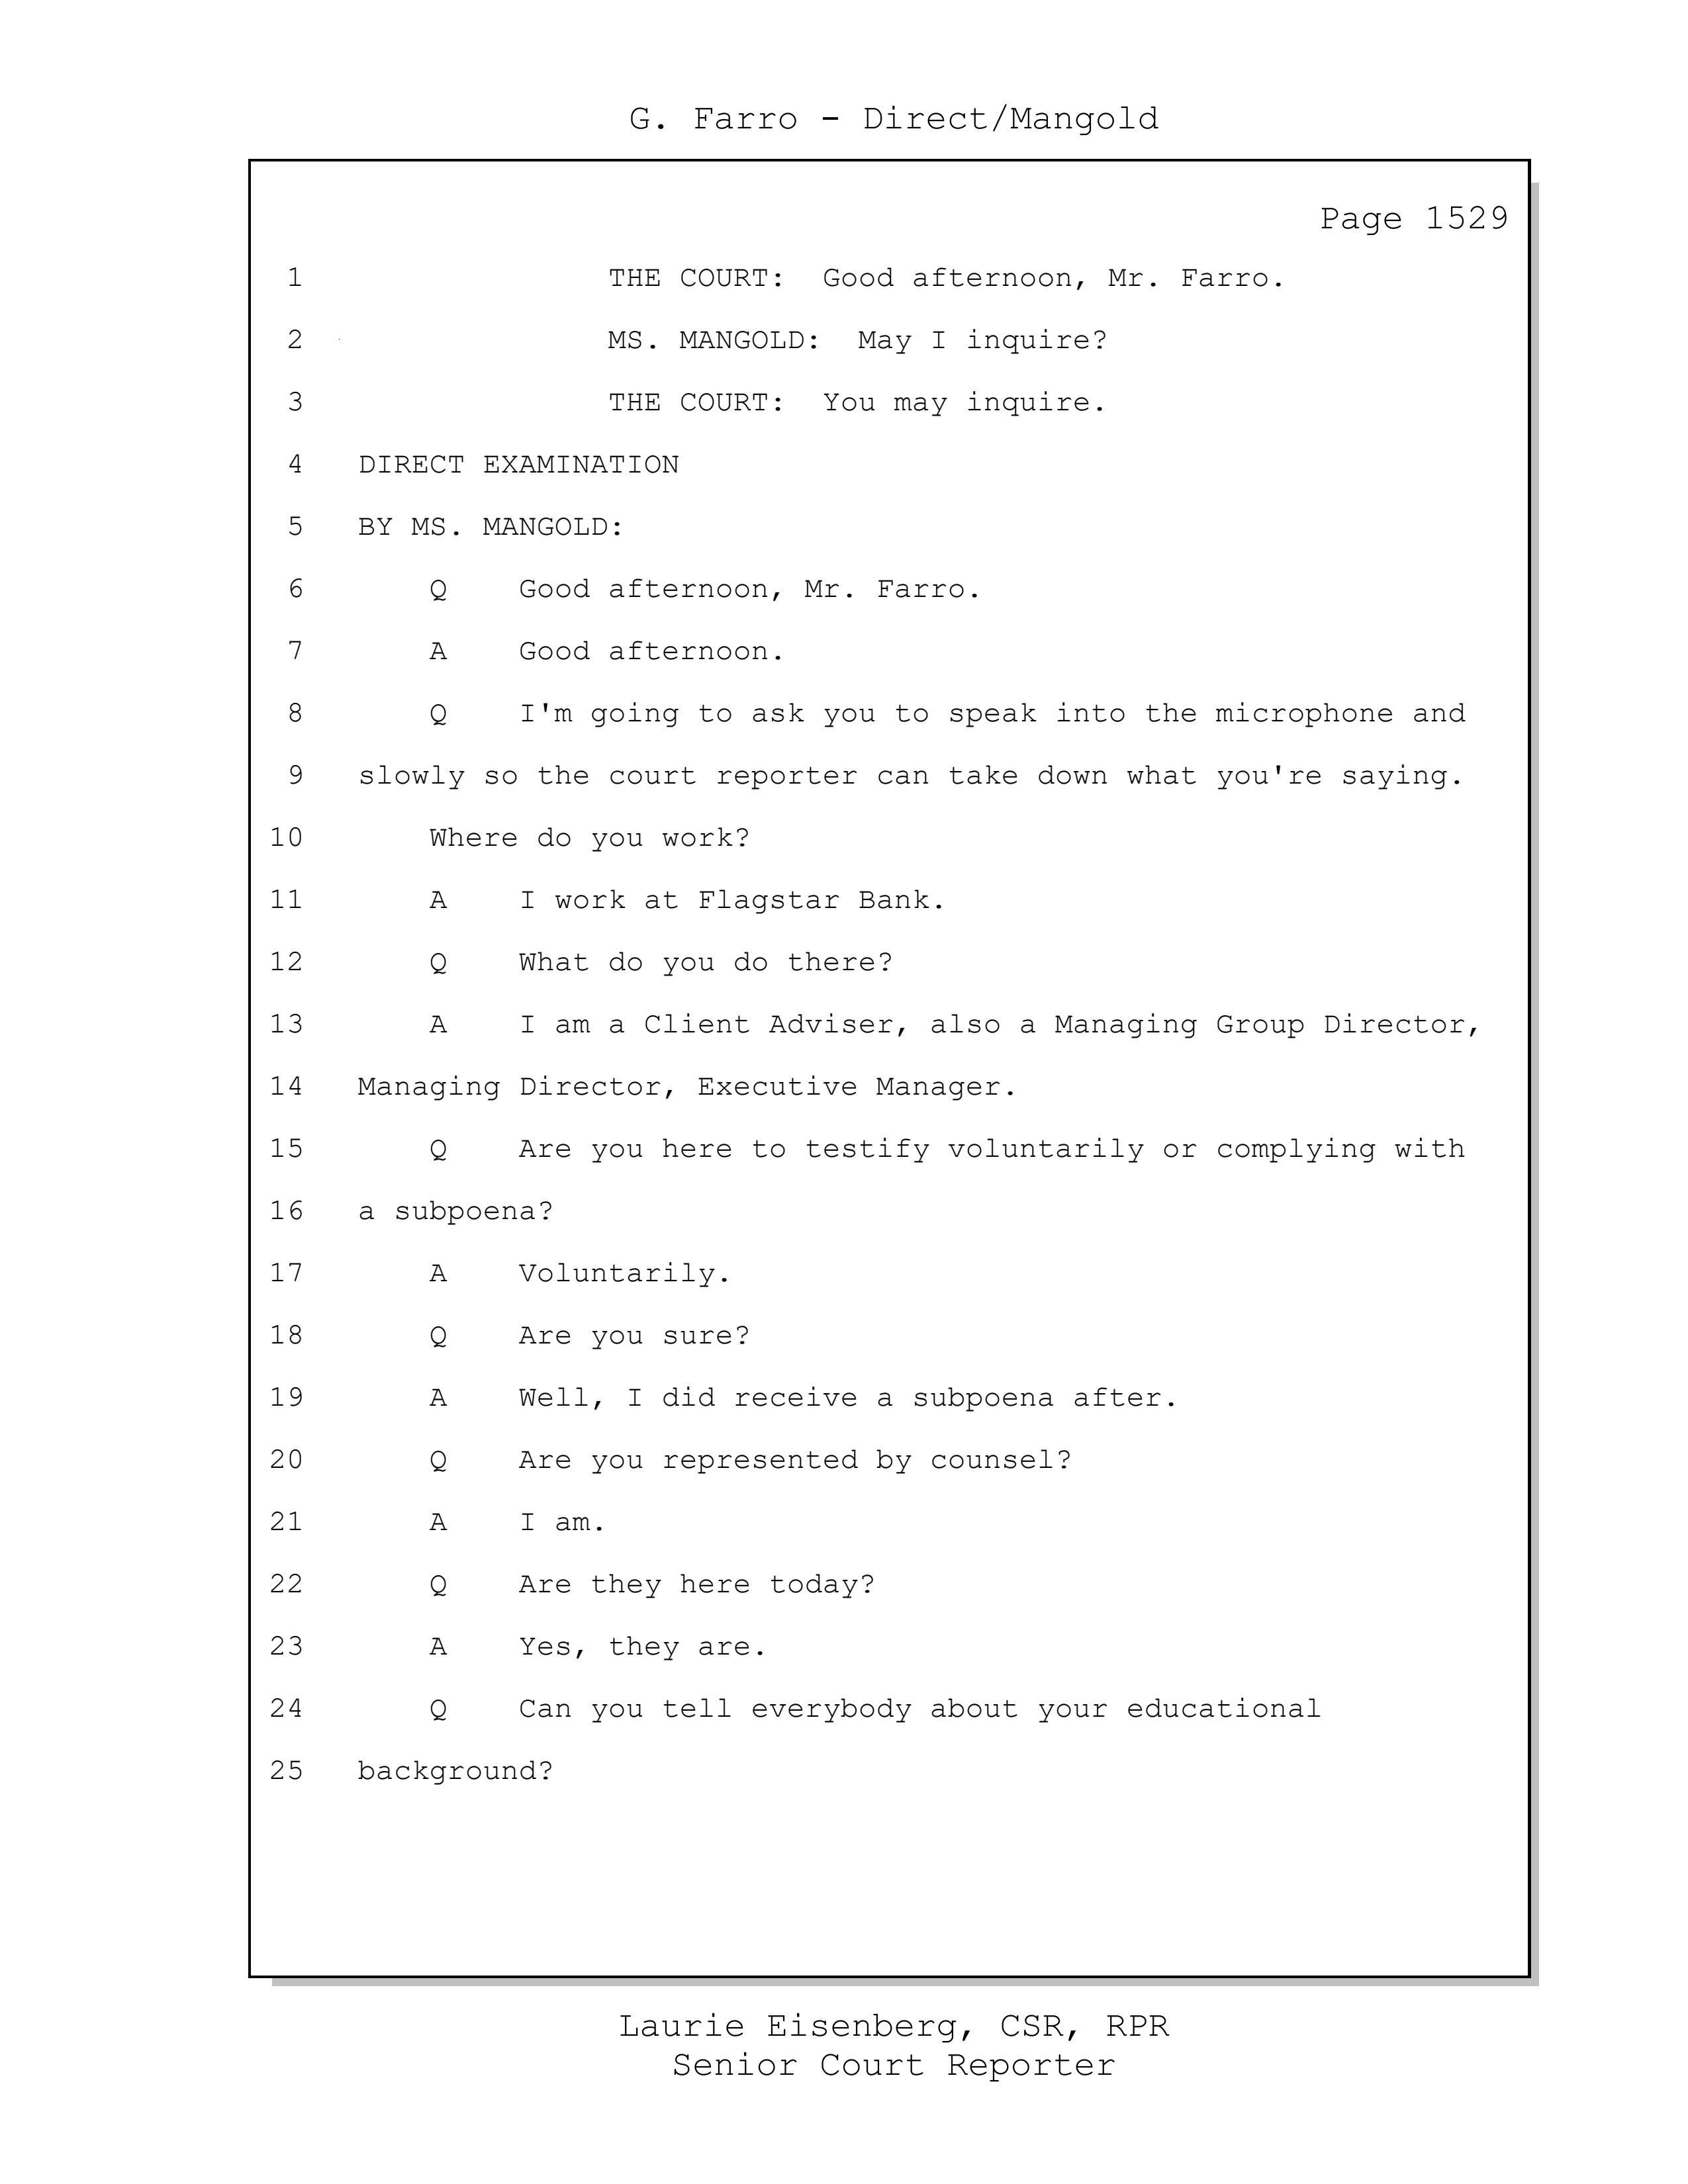 G. Farro - Direct/Mangold
Page 1529
1 THE COURT: Good afternoon, Mr. Farro.
2 MS. MANGOLD: May I inquire?
3 THE COURT: You may inquire.
4 DIRECT EXAMINATION
5 BY MS. MANGOLD:
6 Q Good afternoon, Mr. Farro.
7 A Good afternoon.
8 Q I'm going to ask you to speak into the microphone and
9 slowly so the court reporter can take down what you're saying.
10 Where do you work?
11 A I work at Flagstar Bank.
12 Q What do you do there?
13 A I am a Client Adviser, also a Managing Group Director,
14 Managing Director, Executive Manager.
15 Q Are you here to testify voluntarily or complying with
16 a subpoena?
17 A Voluntarily.
18 Q Are you sure?
19 A Well, I did receive a subpoena after.
20 Q Are you represented by counsel?
21 A I am.
22 Q Are they here today?
23 A Yes, they are.
24 Q Can you tell everybody about your educational
25 background?
Laurie Eisenberg, CSR, RPR
Senior Court Reporter